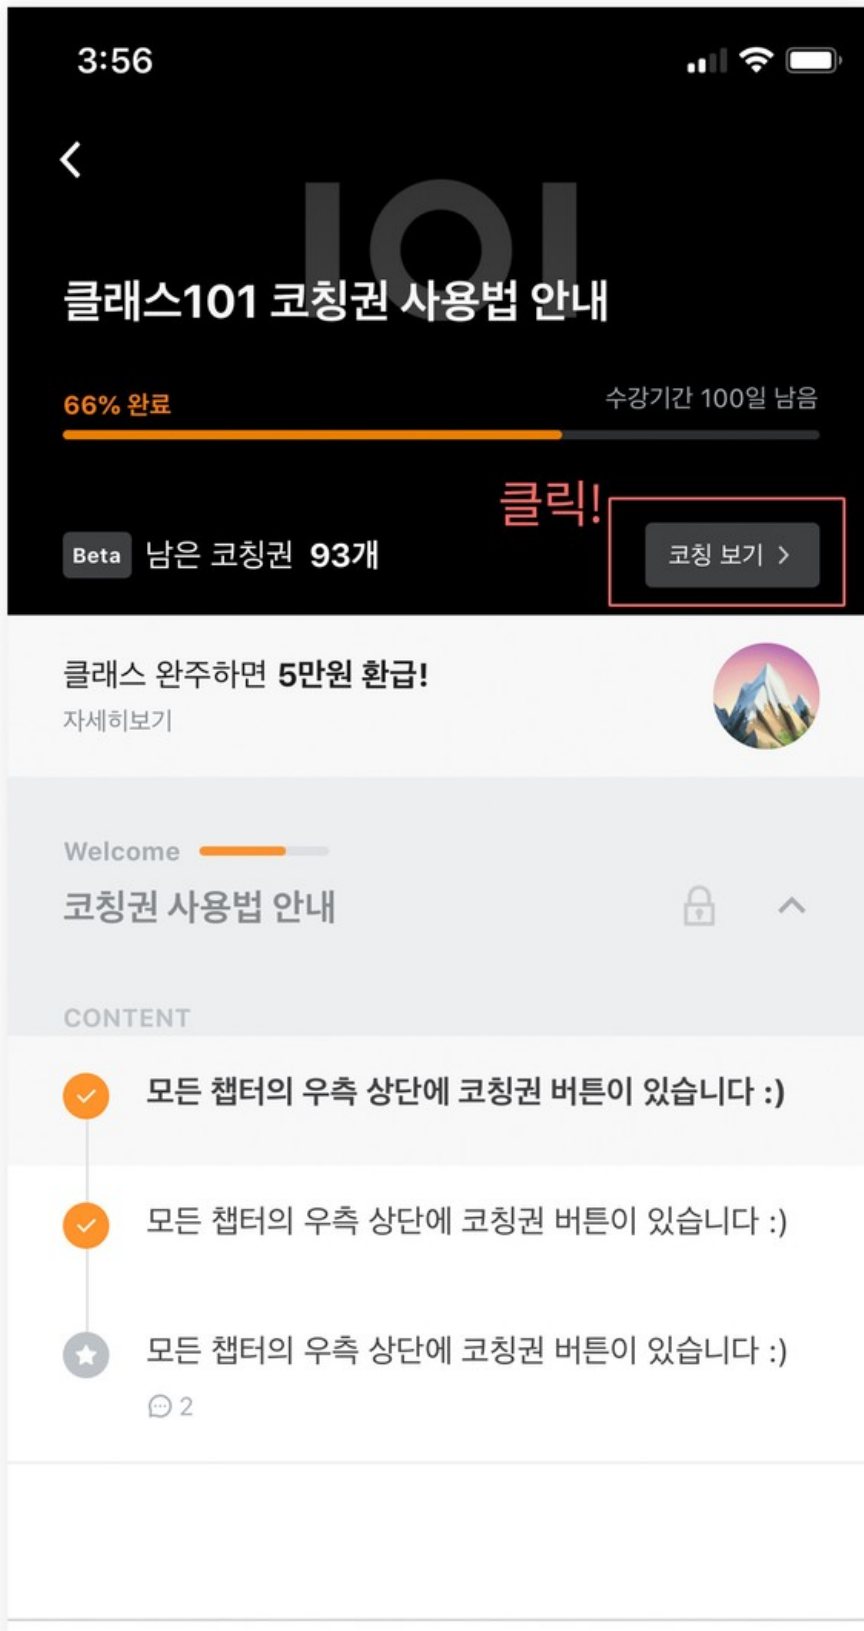 3:56
101
클래스101 코칭권 사용법 안내
66% 완료
수강기간 100일 남음
클릭!
Beta 남은 코칭권 93개
코칭 보기 >
클래스 완주하면 5만원 환급!
자세히보기
Welcome
코칭권 사용법 안내
CONTENT
모든 챕터의 우측 상단에 코칭권 버튼이 있습니다 :)
모든 챕터의 우측 상단에 코칭권 버튼이 있습니다 :)
모든 챕터의 우측 상단에 코칭권 버튼이 있습니다 :)
2